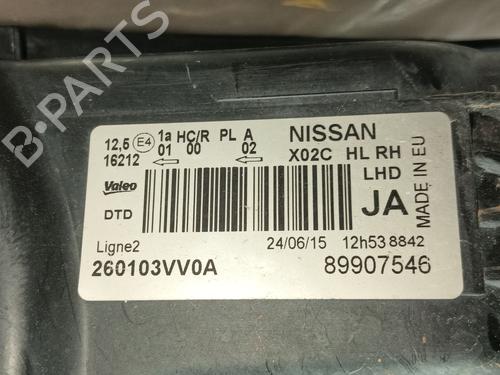 12,5 E4 1a HC/R PL A NISSAN
16212 01 00 02 X02C HL RH
Valeo LHD
DTD JA
MADE IN EU
Ligne2 24/06/15 12h53 8842
260103VV0A 89907546